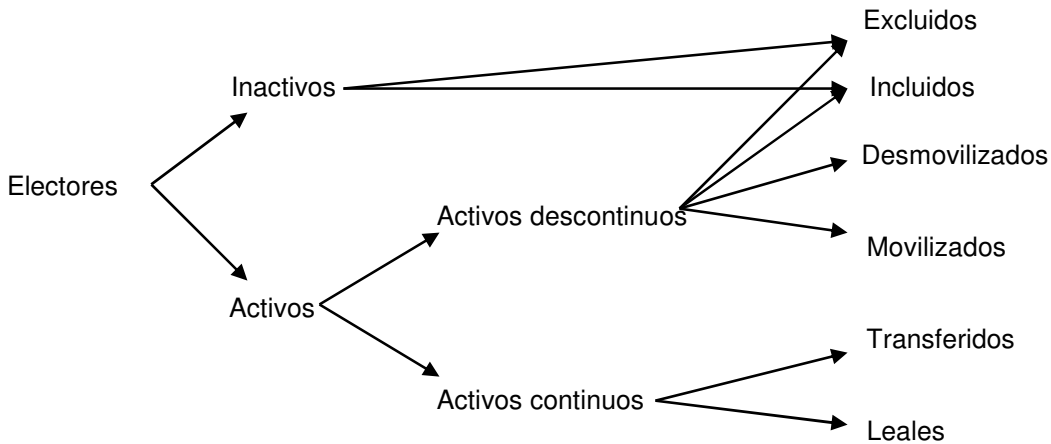 Excluidos
Inactivos
Incluidos
Desmovilizados
Electores
Activos descontinuos
Movilizados
Activos
Transferidos
Activos continuos
Leales